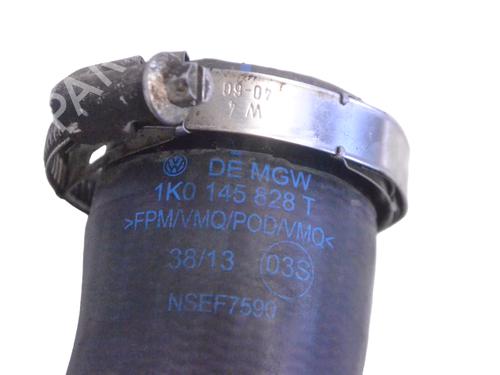 W 4
40-60
DE MGW
1K0 145 828 T
>FPM/VMQ/POD/VMQ<
38/13 03S
NSEF7590